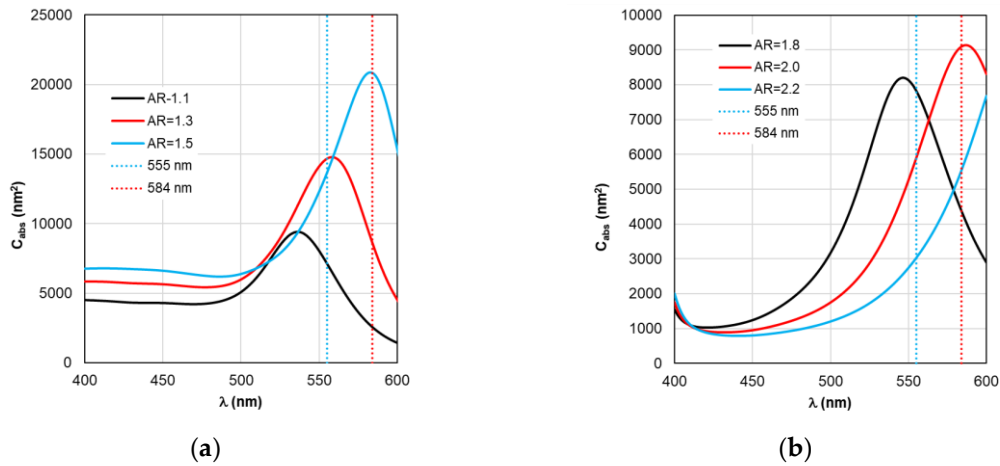 25000
20000
15000
10000
5000
0
C_abs (nm²)
AR-1.1
AR=1.3
AR=1.5
555 nm
584 nm
400 450 500 550 600
λ (nm)
(a)
10000
9000
8000
7000
6000
5000
4000
3000
2000
1000
0
C_abs (nm²)
AR=1.8
AR=2.0
AR=2.2
555 nm
584 nm
400 450 500 550 600
λ (nm)
(b)